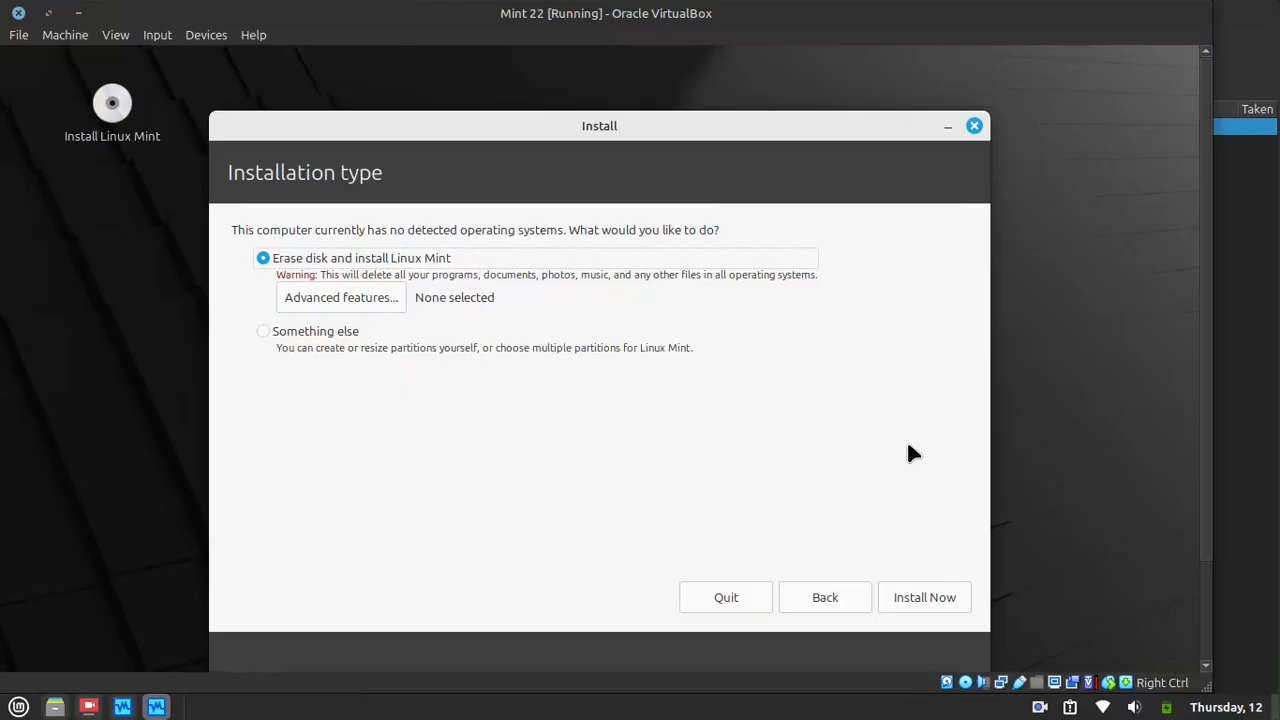 Mint 22 [Running] - Oracle VirtualBox
File Machine View Input Devices Help
Taken
Install Linux Mint
Install
Installation type
This computer currently has no detected operating systems. What would you like to do?
Erase disk and install Linux Mint
Warning: This will delete all your programs, documents, photos, music, and any other files in all operating systems.
Advanced features... None selected
Something else
You can create or resize partitions yourself, or choose multiple partitions for Linux Mint.
Quit Back Install Now
Right Ctrl
Thursday, 12